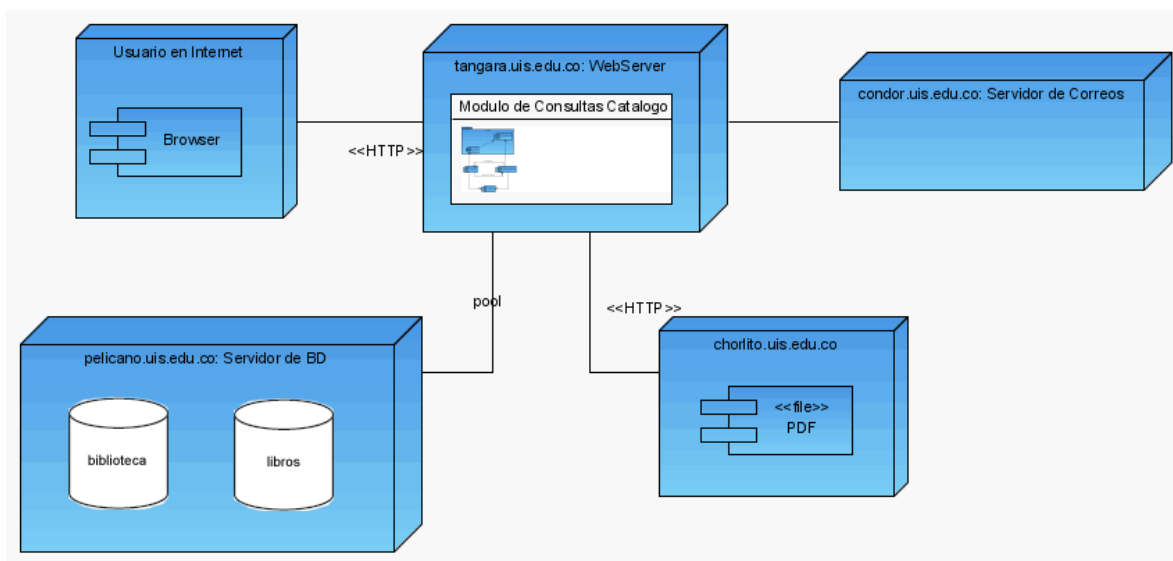 Usuario en Internet
Browser
<<HTTP>>
tangara.uis.edu.co: WebServer
Modulo de Consultas Catalogo
condor.uis.edu.co: Servidor de Correos
pool
<<HTTP>>
pelicano.uis.edu.co: Servidor de BD
biblioteca
libros
chorlito.uis.edu.co
<<file>>
PDF